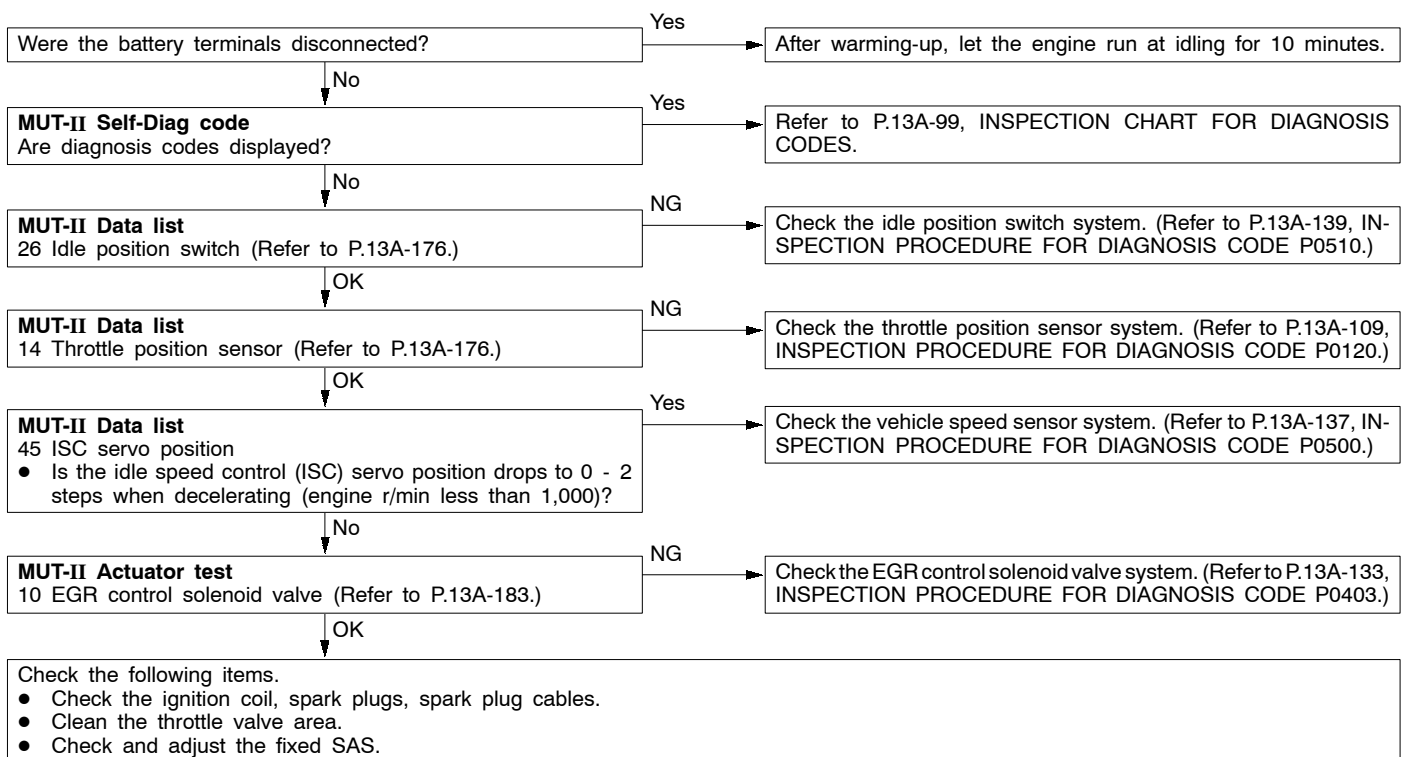 Were the battery terminals disconnected?
Yes
After warming-up, let the engine run at idling for 10 minutes.
No
MUT-II Self-Diag code
Are diagnosis codes displayed?
Yes
Refer to P.13A-99, INSPECTION CHART FOR DIAGNOSIS
CODES.
No
MUT-II Data list
26 Idle position switch (Refer to P.13A-176.)
NG
Check the idle position switch system. (Refer to P.13A-139, IN-
SPECTION PROCEDURE FOR DIAGNOSIS CODE P0510.)
OK
MUT-II Data list
14 Throttle position sensor (Refer to P.13A-176.)
NG
Check the throttle position sensor system. (Refer to P.13A-109,
INSPECTION PROCEDURE FOR DIAGNOSIS CODE P0120.)
OK
MUT-II Data list
45 ISC servo position
● Is the idle speed control (ISC) servo position drops to 0 - 2
steps when decelerating (engine r/min less than 1,000)?
Yes
Check the vehicle speed sensor system. (Refer to P.13A-137, IN-
SPECTION PROCEDURE FOR DIAGNOSIS CODE P0500.)
No
MUT-II Actuator test
10 EGR control solenoid valve (Refer to P.13A-183.)
NG
Check the EGR control solenoid valve system. (Refer to P.13A-133,
INSPECTION PROCEDURE FOR DIAGNOSIS CODE P0403.)
OK
Check the following items.
● Check the ignition coil, spark plugs, spark plug cables.
● Clean the throttle valve area.
● Check and adjust the fixed SAS.